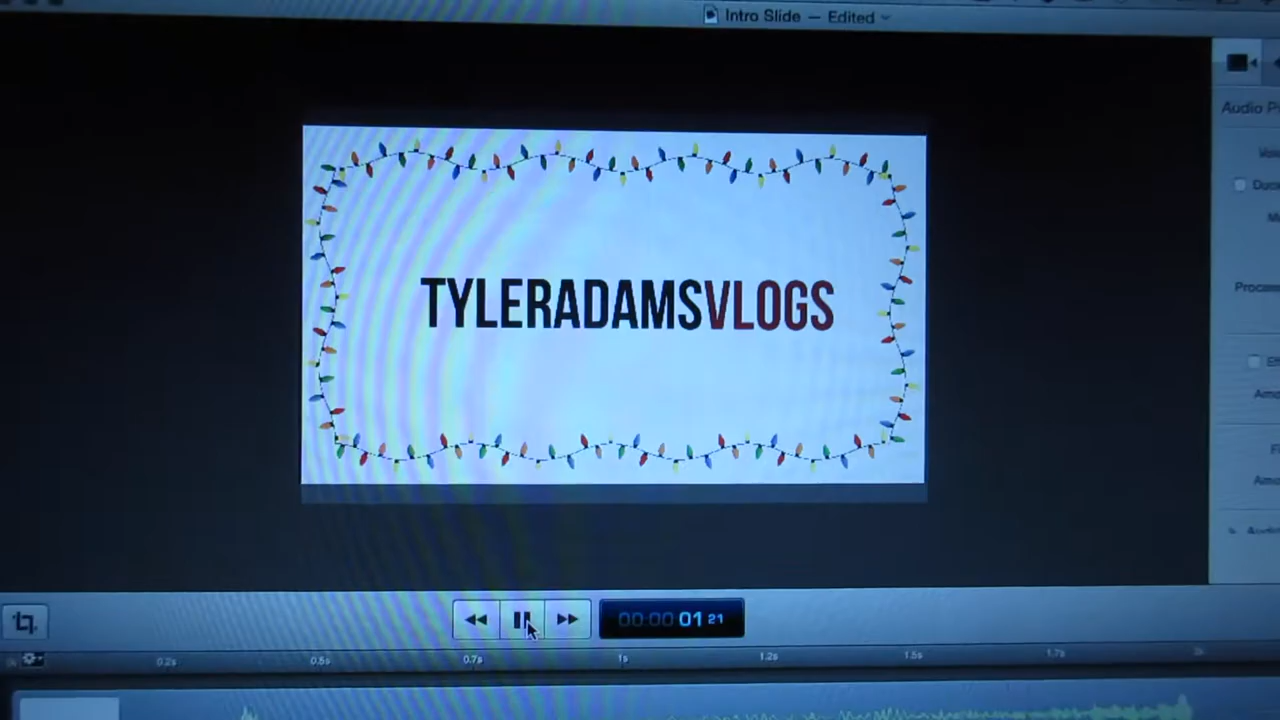 Intro Slide — Edited
Audio P
TYLERADAMSVLOGS
00:00 01 21
0.2s 0.5s 0.7s 1s 1.2s 1.5s 1.7s 2s